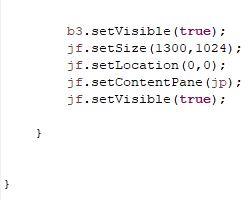 b3.setVisible(true);
jf.setSize(1300,1024);
jf.setLocation(0,0);
jf.setContentPane(jp);
jf.setVisible(true);
}
}